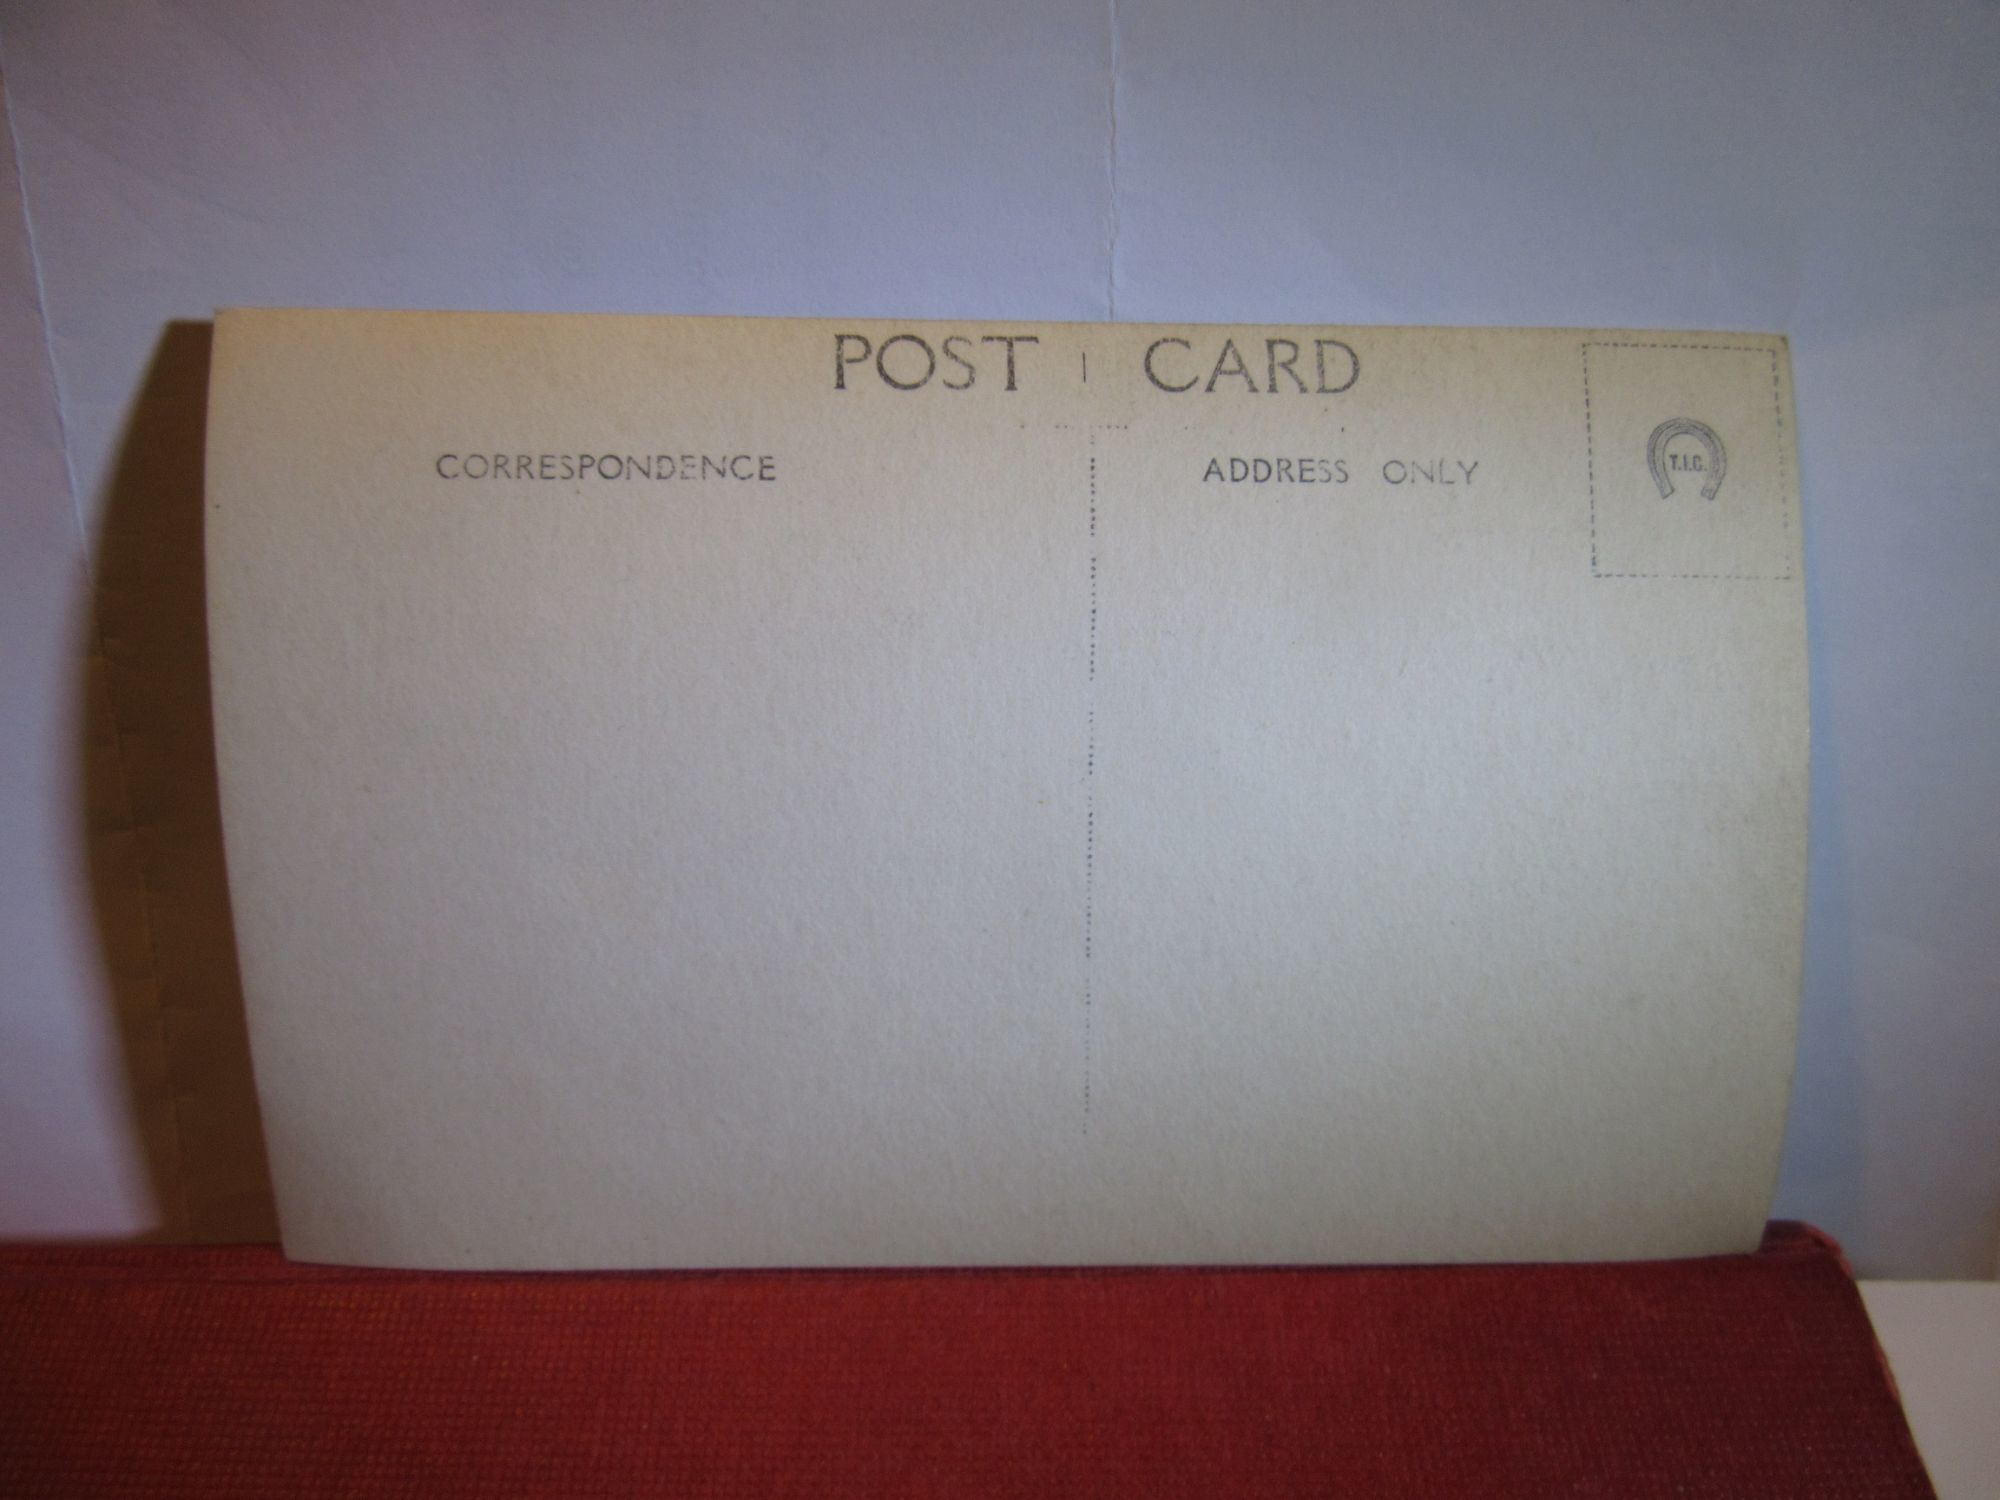 POST CARD
CORRESPONDENCE
ADDRESS ONLY
T.I.C.